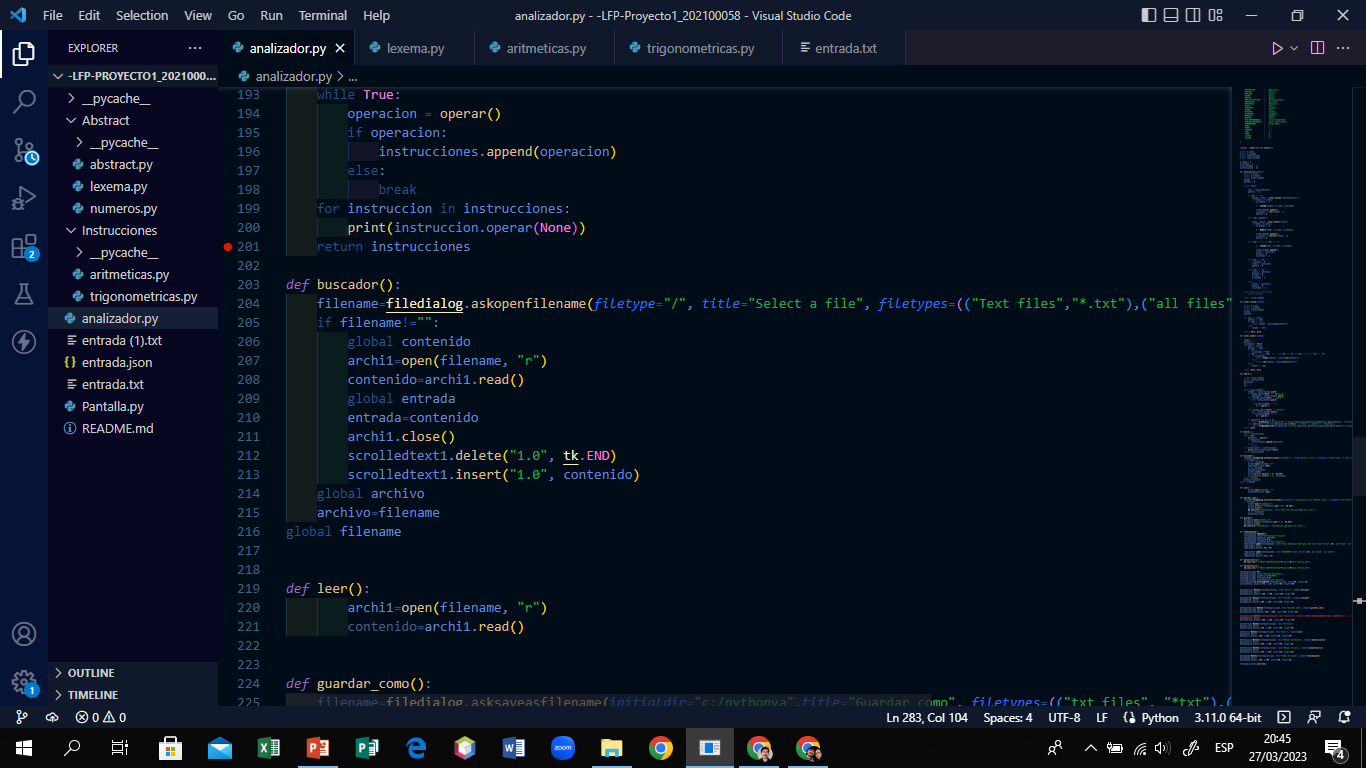 File Edit Selection View Go Run Terminal Help
analizador.py - -LFP-Proyecto1_202100058 - Visual Studio Code
EXPLORER
analizador.py
lexema.py
aritmeticas.py
trigonometricas.py
entrada.txt
-LFP-PROYECTO1_202100...
analizador.py > ...
__pycache__
Abstract
__pycache__
abstract.py
lexema.py
numeros.py
Instrucciones
__pycache__
aritmeticas.py
trigonometricas.py
analizador.py
entrada (1).txt
entrada.json
entrada.txt
Pantalla.py
README.md
OUTLINE
TIMELINE
193 while True:
194 operacion = operar()
195 if operacion:
196 instrucciones.append(operacion)
197 else:
198 break
199 for instruccion in instrucciones:
200 print(instruccion.operar(None))
201 return instrucciones
202
203 def buscador():
204 filename=filedialog.askopenfilename(filetype="/", title="Select a file", filetypes=(("Text files","*.txt"),("all files"
205 if filename!="":
206 global contenido
207 archi1=open(filename, "r")
208 contenido=archi1.read()
209 global entrada
210 entrada=contenido
211 archi1.close()
212 scrolledtext1.delete("1.0", tk.END)
213 scrolledtext1.insert("1.0", contenido)
214 global archivo
215 archivo=filename
216 global filename
217
218
219 def leer():
220 archi1=open(filename, "r")
221 contenido=archi1.read()
222
223
224 def guardar_como():
225 filename=filedialog.asksaveasfilename(initialdir="c:/pythonya",title="Guardar como", filetypes=(("txt files", "*txt"),(
2
1
0 0
Ln 283, Col 104 Spaces: 4 UTF-8 LF Python 3.11.0 64-bit
zoom
ESP
20:45
27/03/2023
4